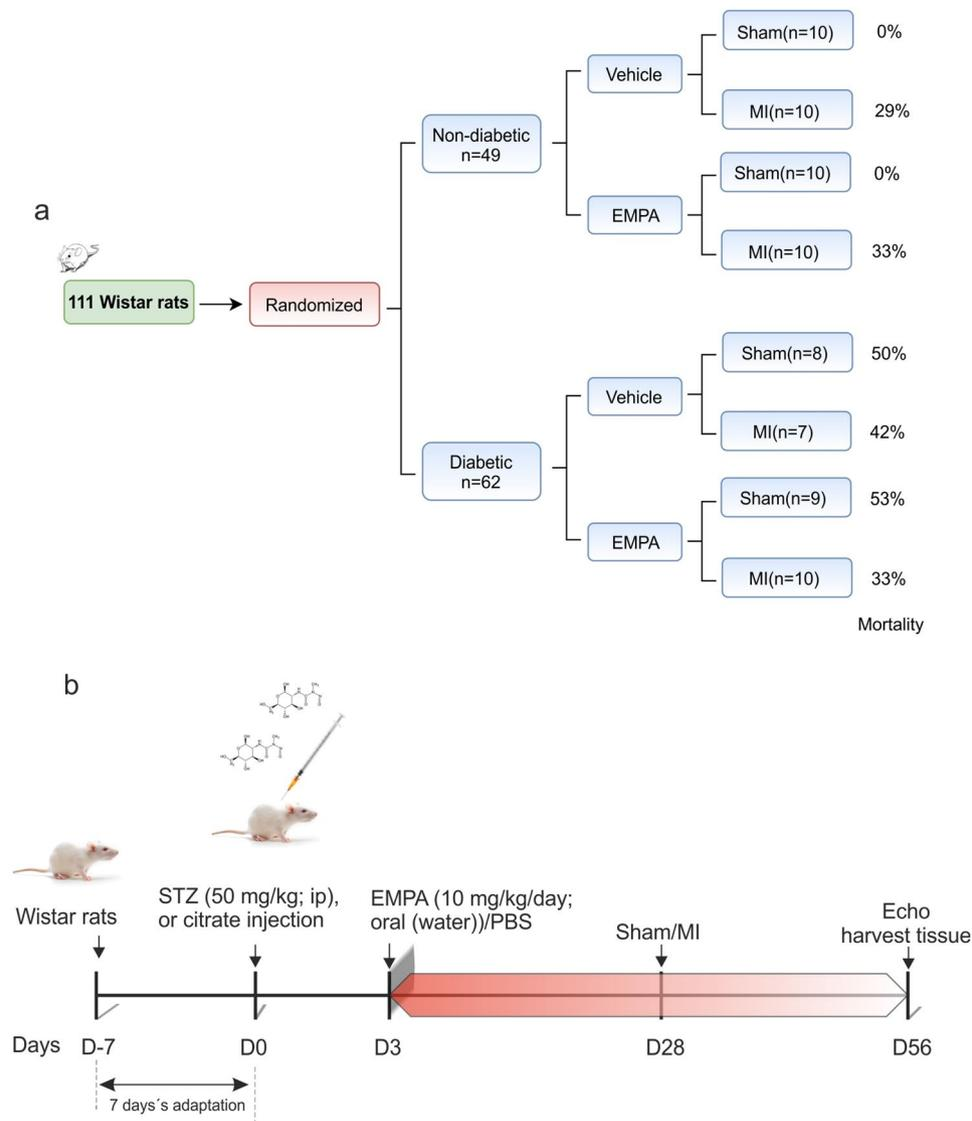 a
111 Wistar rats
Randomized
Non-diabetic
n=49
Vehicle
Sham(n=10) 0%
MI(n=10) 29%
EMPA
Sham(n=10) 0%
MI(n=10) 33%
Diabetic
n=62
Vehicle
Sham(n=8) 50%
MI(n=7) 42%
EMPA
Sham(n=9) 53%
MI(n=10) 33%
Mortality
b
Wistar rats
STZ (50 mg/kg; ip),
or citrate injection
EMPA (10 mg/kg/day;
oral (water))/PBS
Sham/MI
Echo
harvest tissue
Days D-7 D0 D3 D28 D56
7 days´s adaptation